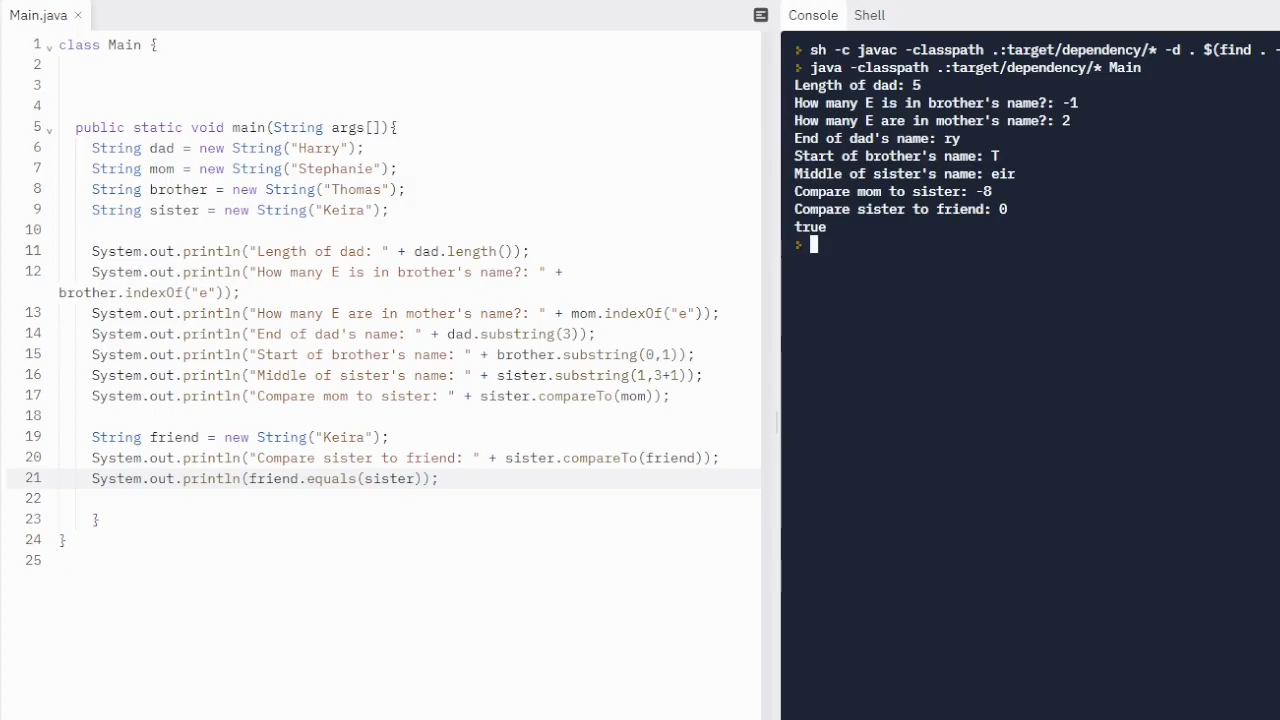 Main.java ×
1 class Main {
2
3
4
5 public static void main(String args[]){
6 String dad = new String("Harry");
7 String mom = new String("Stephanie");
8 String brother = new String("Thomas");
9 String sister = new String("Keira");
10
11 System.out.println("Length of dad: " + dad.length());
12 System.out.println("How many E is in brother's name?: " +
brother.indexOf("e"));
13 System.out.println("How many E are in mother's name?: " + mom.indexOf("e"));
14 System.out.println("End of dad's name: " + dad.substring(3));
15 System.out.println("Start of brother's name: " + brother.substring(0,1));
16 System.out.println("Middle of sister's name: " + sister.substring(1,3+1));
17 System.out.println("Compare mom to sister: " + sister.compareTo(mom));
18
19 String friend = new String("Keira");
20 System.out.println("Compare sister to friend: " + sister.compareTo(friend));
21 System.out.println(friend.equals(sister));
22
23 }
24 }
25
Console Shell
> sh -c javac -classpath .:target/dependency/* -d . $(find . -
> java -classpath .:target/dependency/* Main
Length of dad: 5
How many E is in brother's name?: -1
How many E are in mother's name?: 2
End of dad's name: ry
Start of brother's name: T
Middle of sister's name: eir
Compare mom to sister: -8
Compare sister to friend: 0
true
>